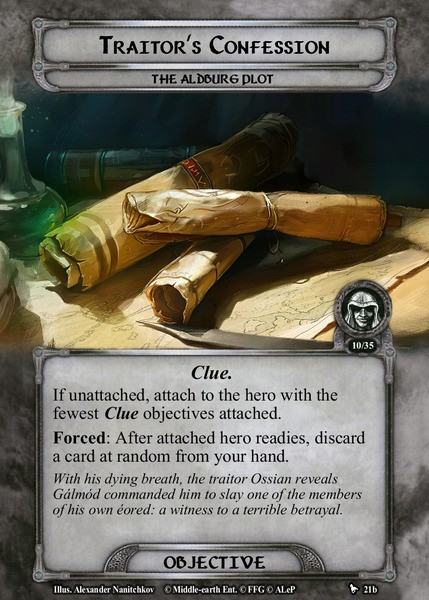 Traitor's Confession
The Aldburg Plot
10/35
Clue.
If unattached, attach to the hero with the
fewest Clue objectives attached.
Forced: After attached hero readies, discard
a card at random from your hand.
With his dying breath, the traitor Ossian reveals
Gálmód commanded him to slay one of the members
of his own éored: a witness to a terrible betrayal.
Objective
Illus. Alexander Nanitchkov © Middle-earth Ent. © FFG © ALeP 21b